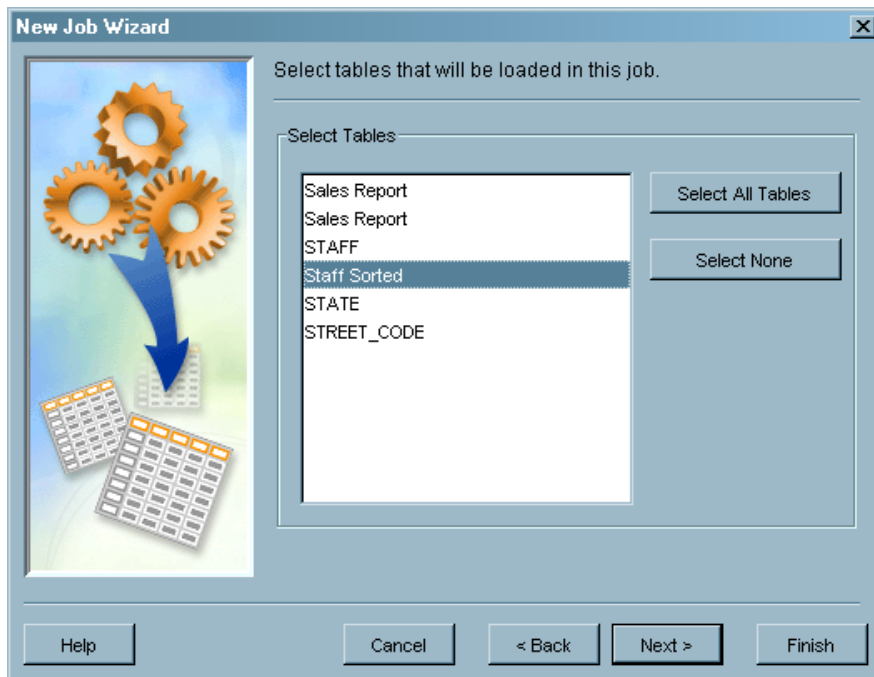 New Job Wizard
Select tables that will be loaded in this job.
Select Tables
Sales Report
Sales Report
STAFF
Staff Sorted
STATE
STREET_CODE
Select All Tables
Select None
Help
Cancel
< Back
Next >
Finish